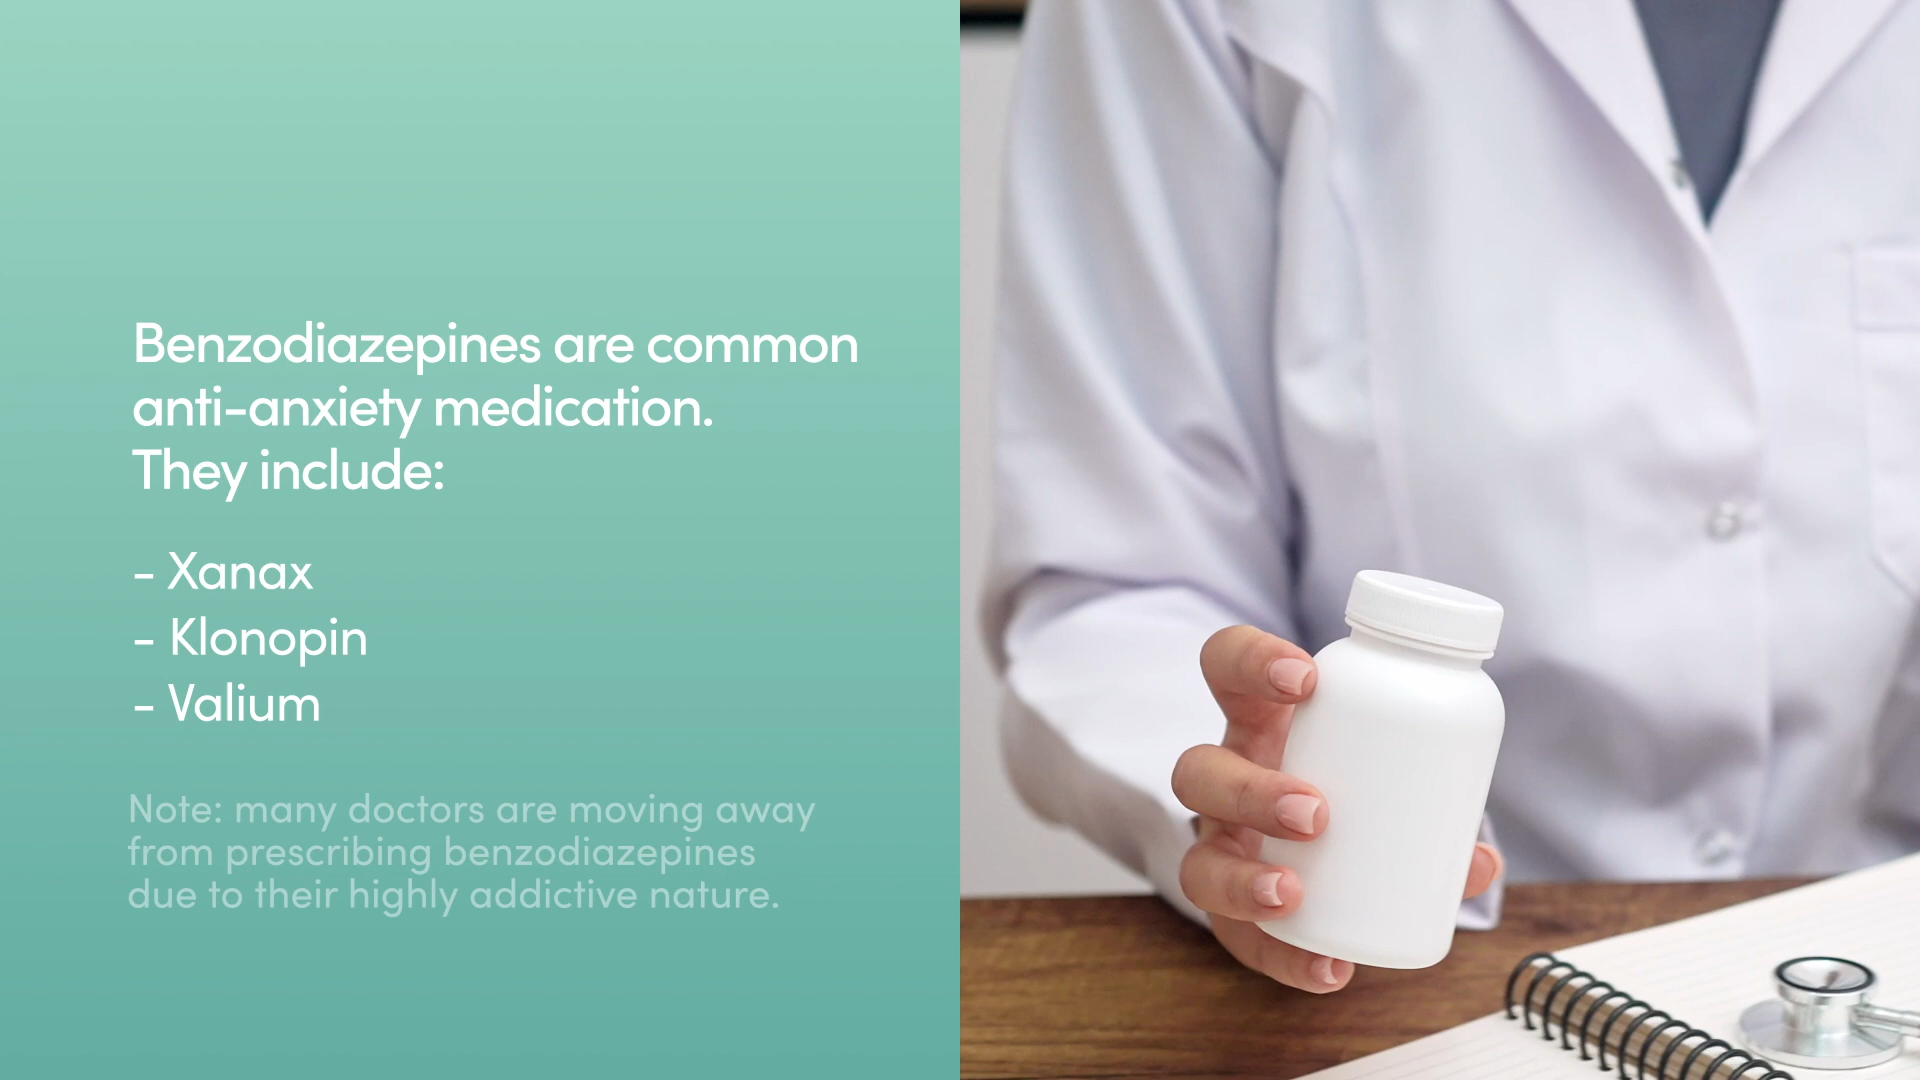 Benzodiazepines are common
anti-anxiety medication.
They include:
- Xanax
- Klonopin
- Valium
Note: many doctors are moving away
from prescribing benzodiazepines
due to their highly addictive nature.